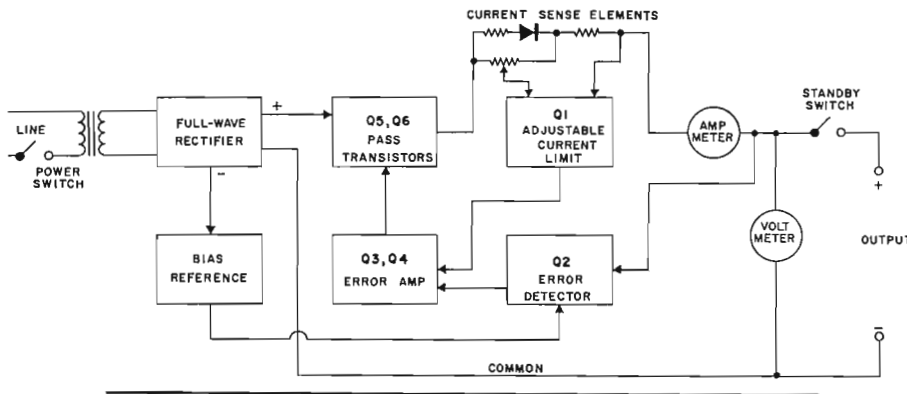 CURRENT SENSE ELEMENTS
LINE
POWER
SWITCH
FULL-WAVE
RECTIFIER
+
−
Q5,Q6
PASS
TRANSISTORS
Q1
ADJUSTABLE
CURRENT
LIMIT
AMP
METER
STANDBY
SWITCH
+
VOLT
METER
OUTPUT
BIAS
REFERENCE
Q3,Q4
ERROR AMP
Q2
ERROR
DETECTOR
−
COMMON